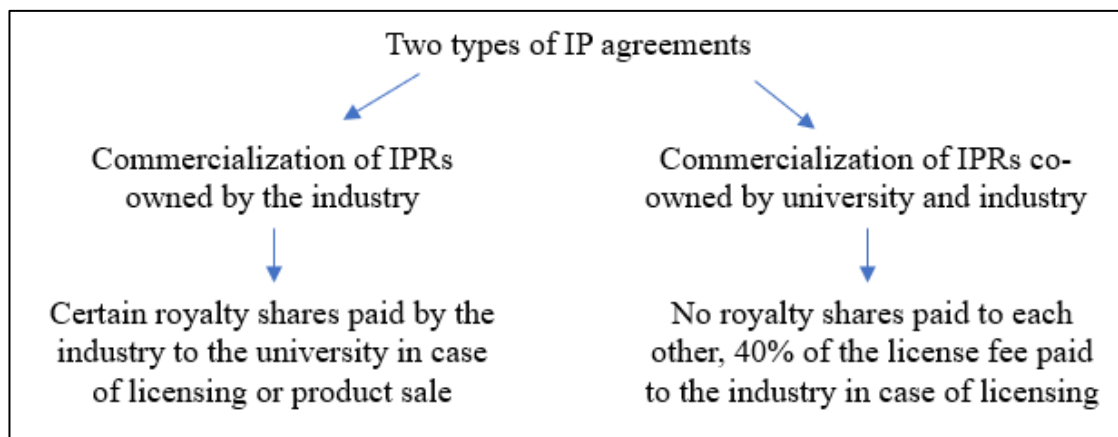 Two types of IP agreements
Commercialization of IPRs
owned by the industry
Commercialization of IPRs co-
owned by university and industry
Certain royalty shares paid by the
industry to the university in case
of licensing or product sale
No royalty shares paid to each
other, 40% of the license fee paid
to the industry in case of licensing